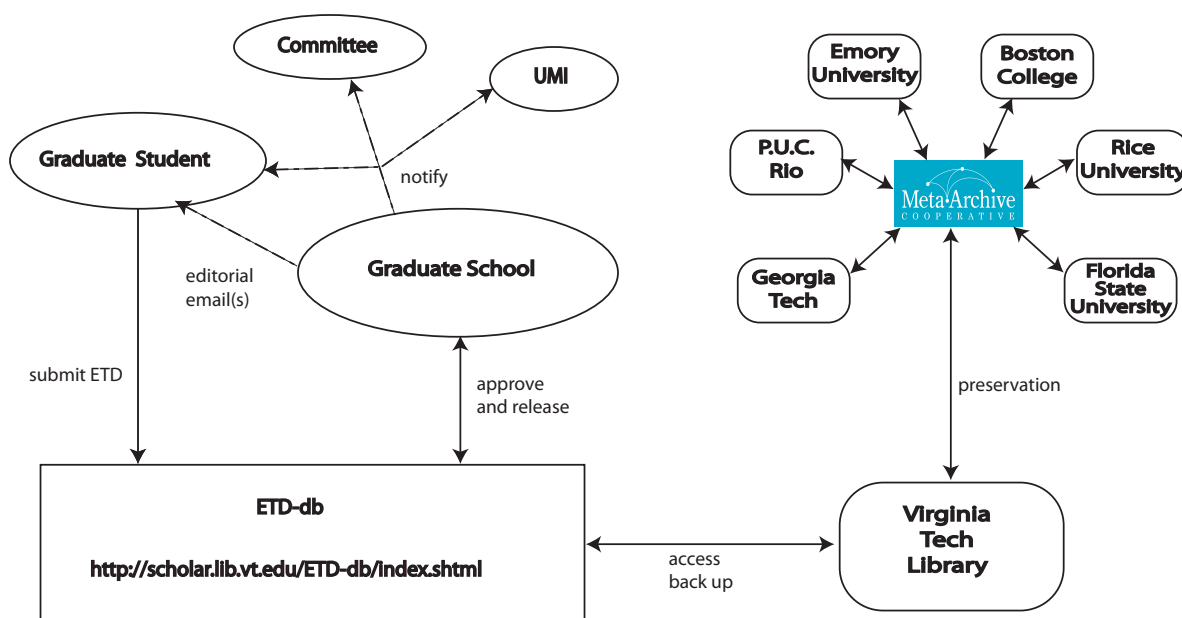 Committee
UMI
Graduate Student
notify
editorial
email(s)
Graduate School
submit ETD
approve
and release
ETD-db
http://scholar.lib.vt.edu/ETD-db/index.shtml
access
back up
Emory
University
Boston
College
P.U.C.
Rio
Rice
University
MetaArchive
COOPERATIVE
Georgia
Tech
Florida
State
University
preservation
Virginia
Tech
Library